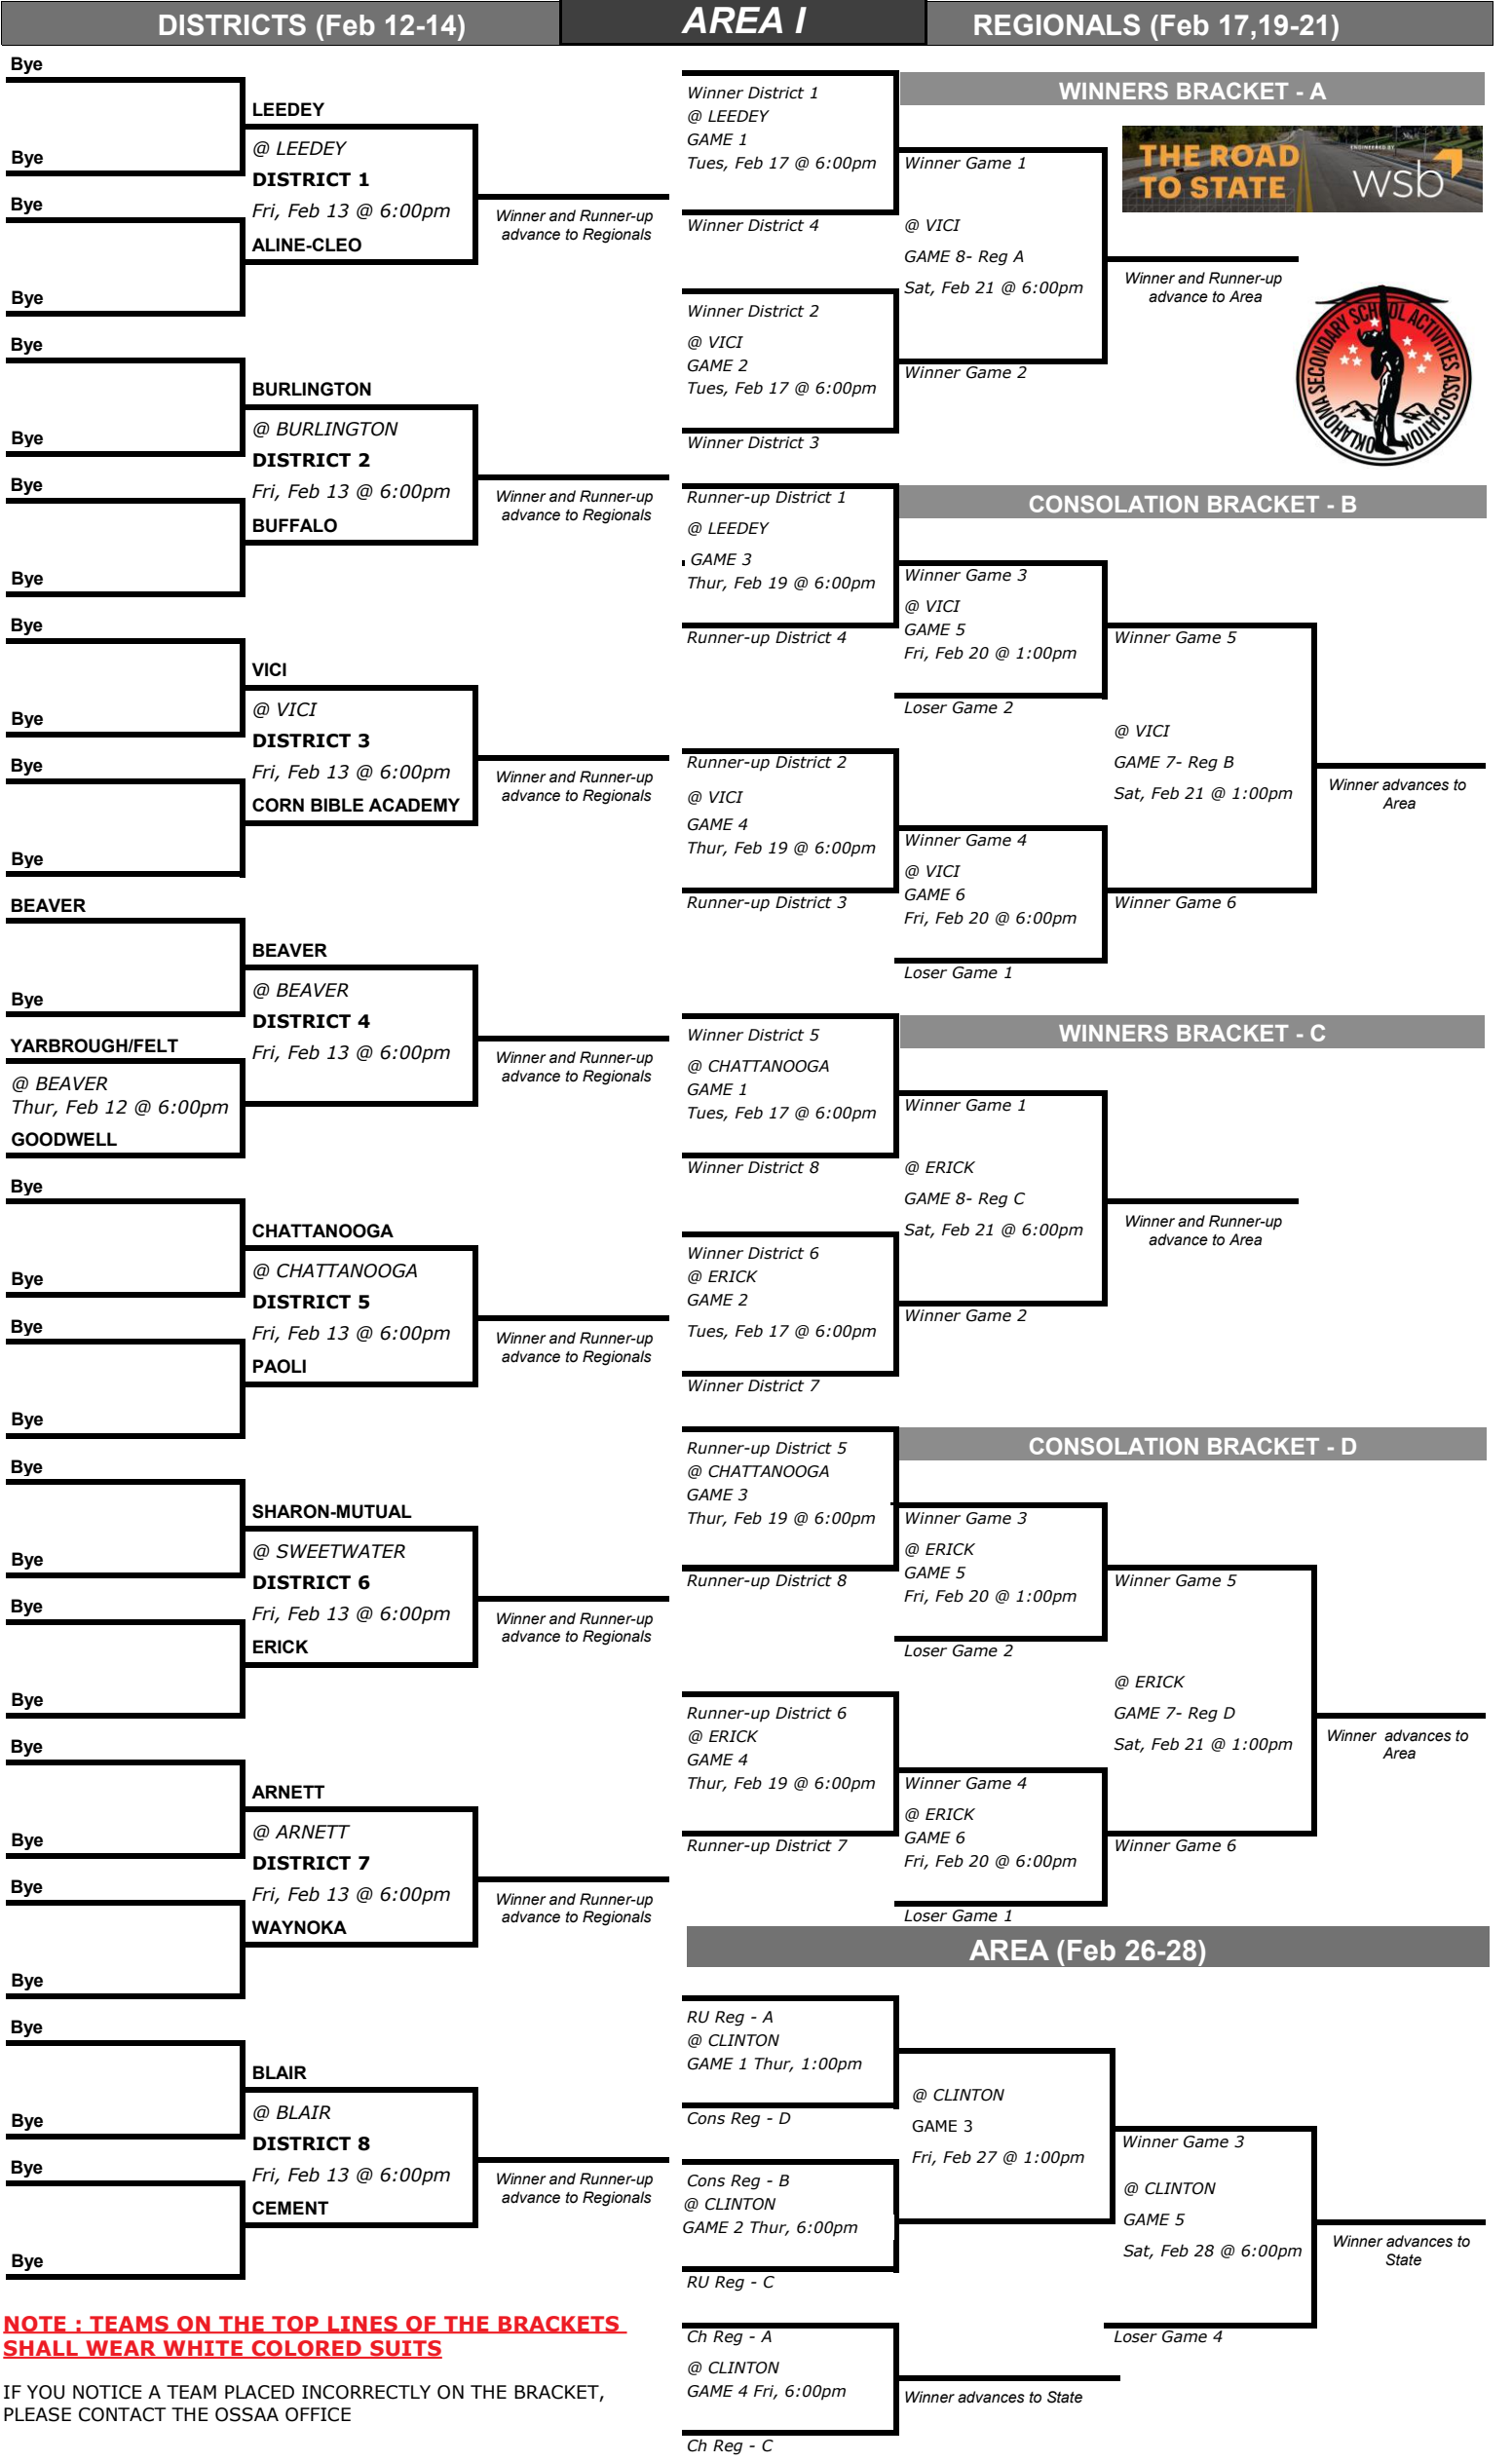 DISTRICTS (Feb 12-14)
AREA I
REGIONALS (Feb 17,19-21)
Bye
LEEDEY
@ LEEDEY
Bye
DISTRICT 1
Bye
Fri, Feb 13 @ 6:00pm
ALINE-CLEO
Bye
Winner and Runner-up
advance to Regionals
Bye
BURLINGTON
@ BURLINGTON
Bye
DISTRICT 2
Bye
Fri, Feb 13 @ 6:00pm
BUFFALO
Bye
Winner and Runner-up
advance to Regionals
Bye
VICI
@ VICI
Bye
DISTRICT 3
Bye
Fri, Feb 13 @ 6:00pm
CORN BIBLE ACADEMY
Bye
Winner and Runner-up
advance to Regionals
BEAVER
BEAVER
@ BEAVER
Bye
DISTRICT 4
YARBROUGH/FELT
Fri, Feb 13 @ 6:00pm
@ BEAVER
Thur, Feb 12 @ 6:00pm
GOODWELL
Winner and Runner-up
advance to Regionals
Bye
CHATTANOOGA
@ CHATTANOOGA
Bye
DISTRICT 5
Bye
Fri, Feb 13 @ 6:00pm
PAOLI
Bye
Winner and Runner-up
advance to Regionals
Bye
SHARON-MUTUAL
@ SWEETWATER
Bye
DISTRICT 6
Bye
Fri, Feb 13 @ 6:00pm
ERICK
Bye
Winner and Runner-up
advance to Regionals
Bye
ARNETT
@ ARNETT
Bye
DISTRICT 7
Bye
Fri, Feb 13 @ 6:00pm
WAYNOKA
Bye
Winner and Runner-up
advance to Regionals
Bye
BLAIR
@ BLAIR
Bye
DISTRICT 8
Bye
Fri, Feb 13 @ 6:00pm
CEMENT
Bye
Winner and Runner-up
advance to Regionals
NOTE : TEAMS ON THE TOP LINES OF THE BRACKETS
SHALL WEAR WHITE COLORED SUITS
IF YOU NOTICE A TEAM PLACED INCORRECTLY ON THE BRACKET,
PLEASE CONTACT THE OSSAA OFFICE
WINNERS BRACKET - A
Winner District 1
@ LEEDEY
GAME 1
Tues, Feb 17 @ 6:00pm
Winner District 4
Winner District 2
@ VICI
GAME 2
Tues, Feb 17 @ 6:00pm
Winner District 3
Winner Game 1
@ VICI
GAME 8- Reg A
Sat, Feb 21 @ 6:00pm
Winner Game 2
THE ROAD
TO STATE
ENGINEERED BY
wsb
Winner and Runner-up
advance to Area
OKLAHOMA SECONDARY SCHOOL ACTIVITIES ASSOCIATION
CONSOLATION BRACKET - B
Runner-up District 1
@ LEEDEY
GAME 3
Thur, Feb 19 @ 6:00pm
Runner-up District 4
Runner-up District 2
@ VICI
GAME 4
Thur, Feb 19 @ 6:00pm
Runner-up District 3
Winner Game 3
@ VICI
GAME 5
Fri, Feb 20 @ 1:00pm
Loser Game 2
Winner Game 4
@ VICI
GAME 6
Fri, Feb 20 @ 6:00pm
Loser Game 1
Winner Game 5
@ VICI
GAME 7- Reg B
Sat, Feb 21 @ 1:00pm
Winner Game 6
Winner advances to
Area
WINNERS BRACKET - C
Winner District 5
@ CHATTANOOGA
GAME 1
Tues, Feb 17 @ 6:00pm
Winner District 8
Winner District 6
@ ERICK
GAME 2
Tues, Feb 17 @ 6:00pm
Winner District 7
Winner Game 1
@ ERICK
GAME 8- Reg C
Sat, Feb 21 @ 6:00pm
Winner Game 2
Winner and Runner-up
advance to Area
CONSOLATION BRACKET - D
Runner-up District 5
@ CHATTANOOGA
GAME 3
Thur, Feb 19 @ 6:00pm
Runner-up District 8
Runner-up District 6
@ ERICK
GAME 4
Thur, Feb 19 @ 6:00pm
Runner-up District 7
Winner Game 3
@ ERICK
GAME 5
Fri, Feb 20 @ 1:00pm
Loser Game 2
Winner Game 4
@ ERICK
GAME 6
Fri, Feb 20 @ 6:00pm
Loser Game 1
Winner Game 5
@ ERICK
GAME 7- Reg D
Sat, Feb 21 @ 1:00pm
Winner Game 6
Winner advances to
Area
AREA (Feb 26-28)
RU Reg - A
@ CLINTON
GAME 1 Thur, 1:00pm
Cons Reg - D
Cons Reg - B
@ CLINTON
GAME 2 Thur, 6:00pm
RU Reg - C
@ CLINTON
GAME 3
Fri, Feb 27 @ 1:00pm
Winner Game 3
@ CLINTON
GAME 5
Sat, Feb 28 @ 6:00pm
Loser Game 4
Winner advances to
State
Ch Reg - A
@ CLINTON
GAME 4 Fri, 6:00pm
Ch Reg - C
Winner advances to State